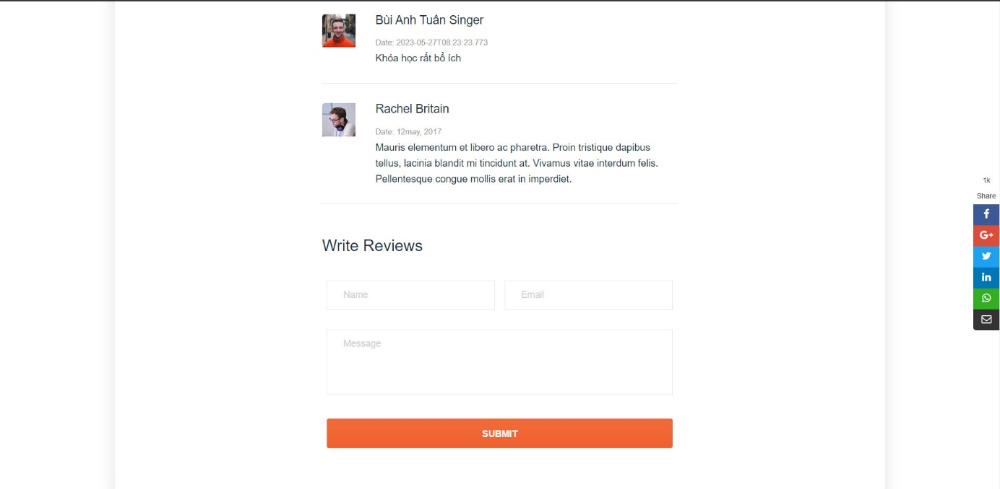 Bùi Anh Tuân Singer
Date: 2023-05-27T08:23:23.773
Khóa học rất bổ ích
Rachel Britain
Date: 12may, 2017
Mauris elementum et libero ac pharetra. Proin tristique dapibus
tellus, lacinia blandit mi tincidunt at. Vivamus vitae interdum felis.
Pellentesque congue mollis erat in imperdiet.
1k
Share
Write Reviews
Name
Email
Message
SUBMIT